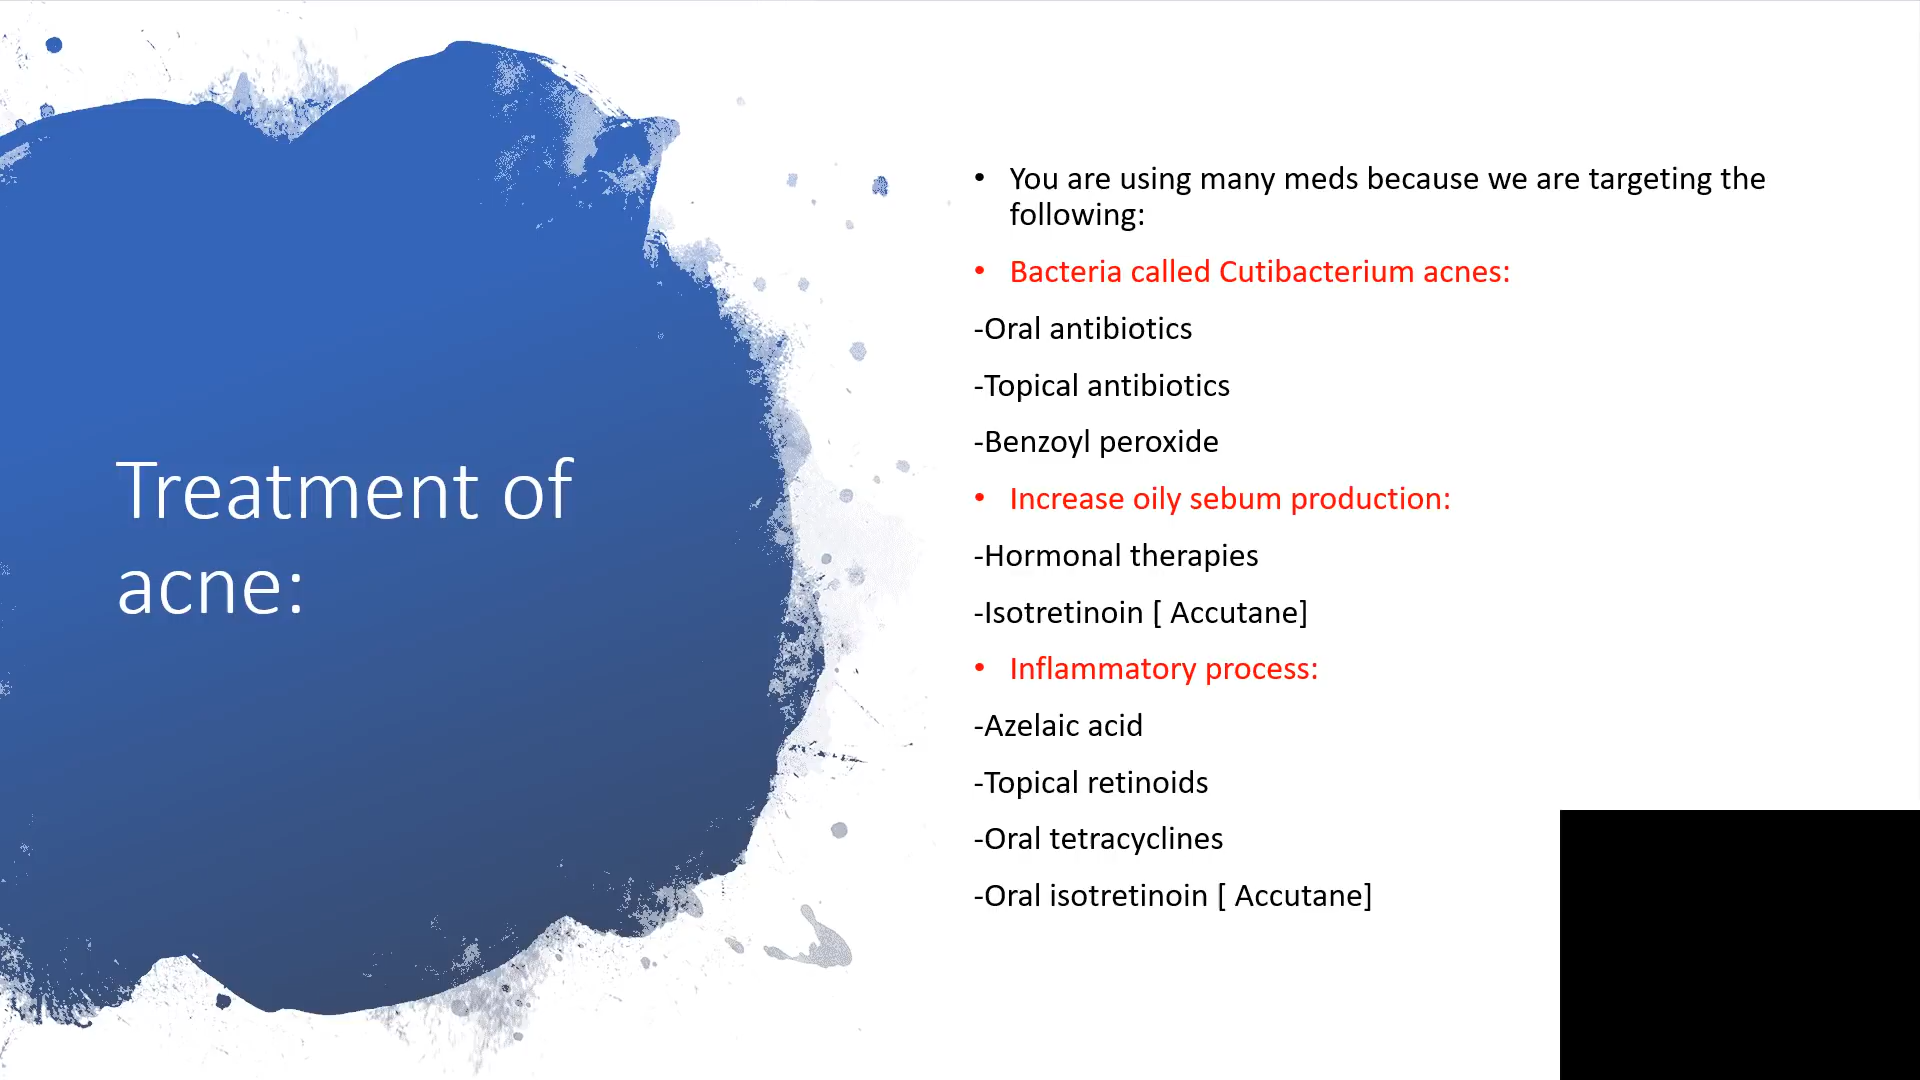 Treatment of
acne:
• You are using many meds because we are targeting the
following:
• Bacteria called Cutibacterium acnes:
-Oral antibiotics
-Topical antibiotics
-Benzoyl peroxide
• Increase oily sebum production:
-Hormonal therapies
-Isotretinoin [ Accutane]
• Inflammatory process:
-Azelaic acid
-Topical retinoids
-Oral tetracyclines
-Oral isotretinoin [ Accutane]